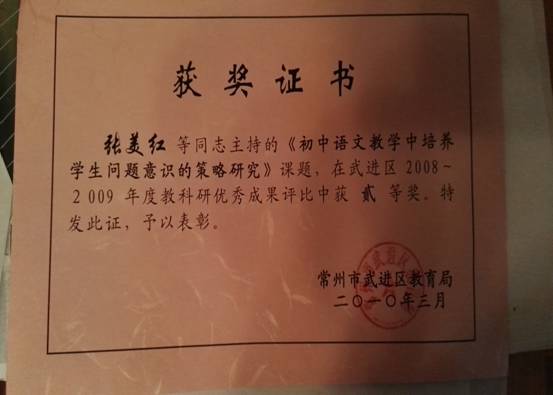 获奖证书
张美红 等同志主持的《初中语文教学中培养
学生问题意识的策略研究》课题，在武进区2008～
2009 年度教科研优秀成果评比中获 贰 等奖。特
发此证，予以表彰。
常州市武进区教育局
二〇一〇年三月